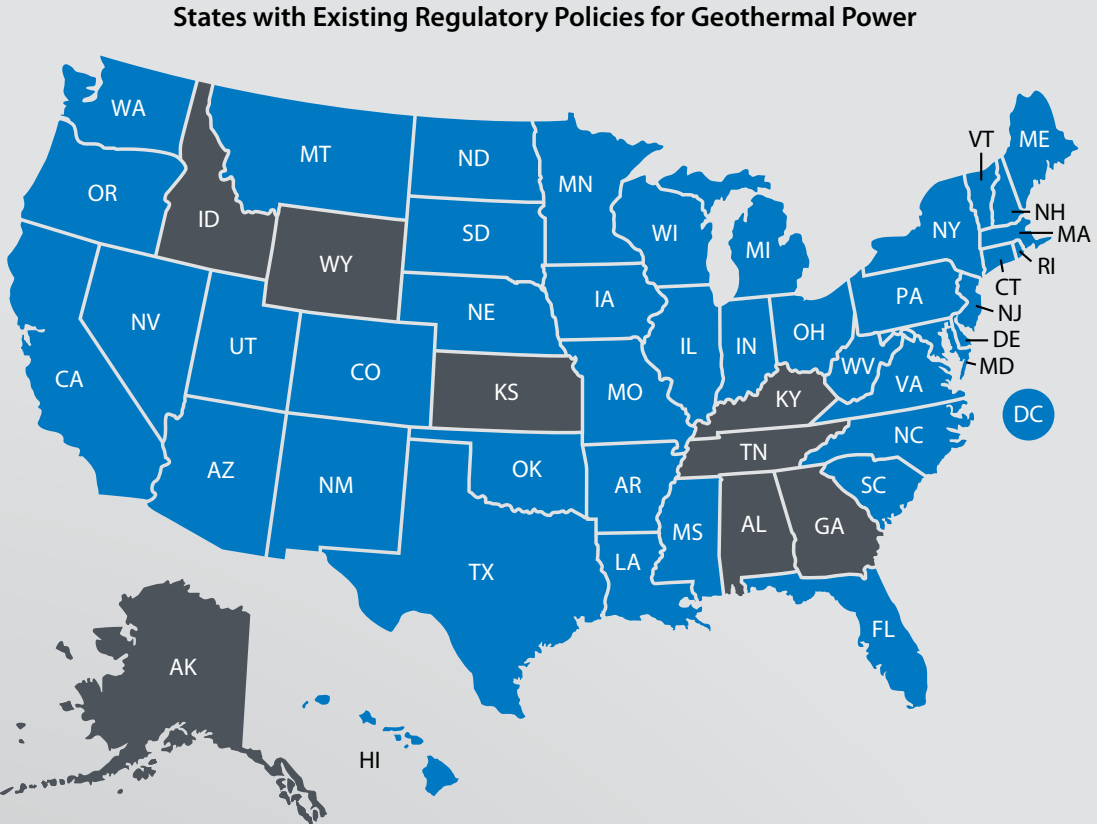 States with Existing Regulatory Policies for Geothermal Power
WA
MT
ND
MN
VT
ME
OR
ID
WY
SD
WI
MI
NY
NH
MA
RI
CT
NV
UT
CO
NE
IA
IL
IN
OH
PA
NJ
DE
MD
CA
KS
MO
KY
WV
VA
DC
AZ
NM
OK
AR
TN
NC
SC
TX
LA
MS
AL
GA
FL
AK
HI